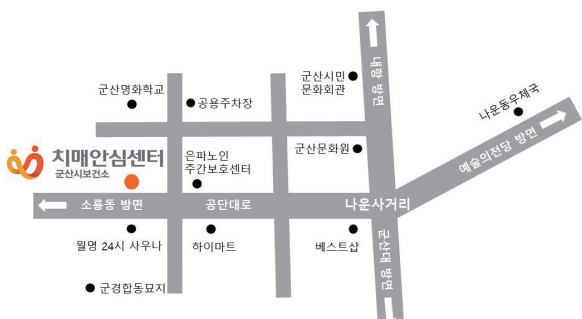 내항 방면
군산시민
문화회관
군산명화학교
공용주차장
나운동우체국
치매안심센터
군산시보건소
은파노인
주간보호센터
군산문화원
예술의전당 방면
소룡동 방면
공단대로
나운사거리
월명 24시 사우나
하이마트
베스트샵
군산대 방면
군경합동묘지